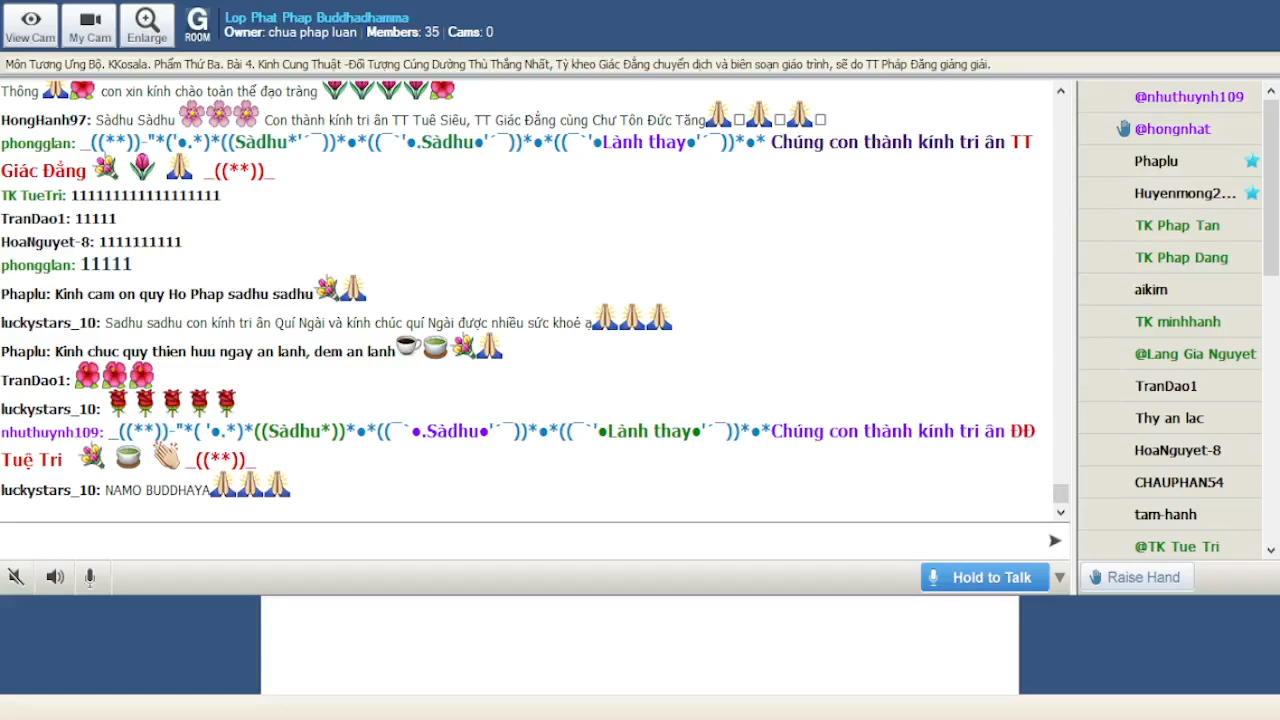 View Cam
My Cam
Enlarge
G ROOM
Lop Phat Phap Buddhadhamma
Owner: chua phap luan | Members: 35 | Cams: 0
Môn Tương Ưng Bộ. KKosala. Phẩm Thứ Ba. Bài 4. Kinh Cung Thuật -Đối Tượng Cúng Dường Thù Thắng Nhất, Tỳ kheo Giác Đẳng chuyển dịch và biên soạn giáo trình, sẽ do TT Pháp Đăng giảng giải.
Thông 🙏🌺 con xin kính chào toàn thể đạo tràng 🌷🌷🌷🌷🌺
HongHanh97: Sàdhu Sàdhu 🌸🌸🌸 Con thành kính tri ân TT Tuệ Siêu, TT Giác Đẳng cùng Chư Tôn Đức Tăng🙏□🙏□🙏□
phongglan: _((**))-"*('●.*)*((Sàdhu*'´¯))*●*((¯`'●.Sàdhu●'´¯))*●*((¯`'●Lành thay●'´¯))*●* Chúng con thành kính tri ân TT
Giác Đẳng 💐 🌷 🙏 _((**))_
TK TueTri: 111111111111111111
TranDao1: 11111
HoaNguyet-8: 1111111111
phongglan: 11111
Phaplu: Kinh cam on quy Ho Phap sadhu sadhu💐🙏
luckystars_10: Sadhu sadhu con kính tri ân Quí Ngài và kính chúc quí Ngài được nhiều sức khoẻ ạ🙏🙏🙏
Phaplu: Kinh chuc quy thien huu ngay an lanh, dem an lanh☕🍵💐🙏
TranDao1: 🌺🌺🌺
luckystars_10: 🌹🌹🌹🌹🌹
nhuthuynh109: _((**))-"*( '●.*)*((Sàdhu*))*●*((¯`●.Sàdhu●'´¯))*●*((¯`'●Lành thay●'´¯))*●*Chúng con thành kính tri ân ĐĐ
Tuệ Tri 💐 🍵 👏 _((**))_
luckystars_10: NAMO BUDDHAYA🙏🙏🙏
Hold to Talk
@nhuthuynh109
@hongnhat
Phaplu
Huyenmong2...
TK Phap Tan
TK Phap Dang
aikim
TK minhhanh
@Lang Gia Nguyet
TranDao1
Thy an lac
HoaNguyet-8
CHAUPHAN54
tam-hanh
@TK Tue Tri
Raise Hand